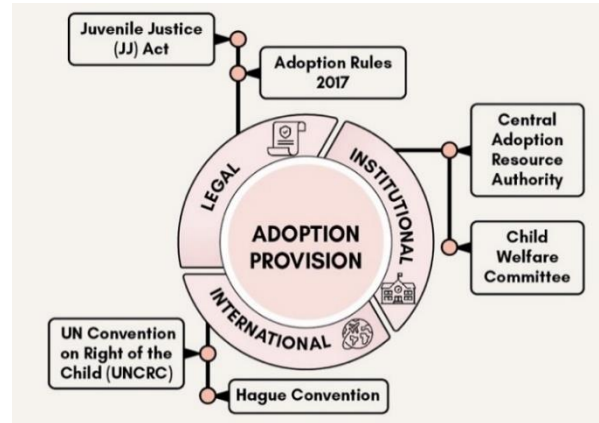 Juvenile Justice
(JJ) Act
Adoption Rules
2017
LEGAL
INSTITUTIONAL
Central
Adoption
Resource
Authority
ADOPTION
PROVISION
Child
Welfare
Committee
INTERNATIONAL
UN Convention
on Right of the
Child (UNCRC)
Hague Convention